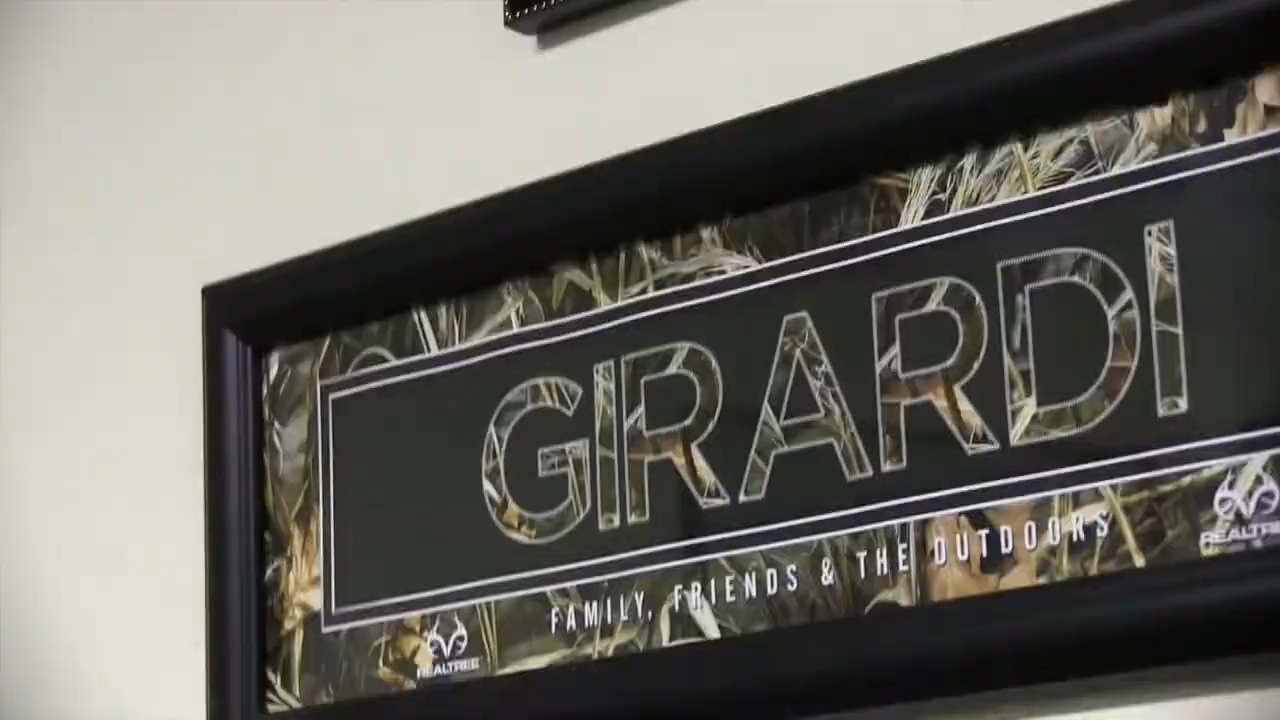 GIRARDI
FAMILY, FRIENDS & THE OUTDOORS
REALTREE
REALTREE